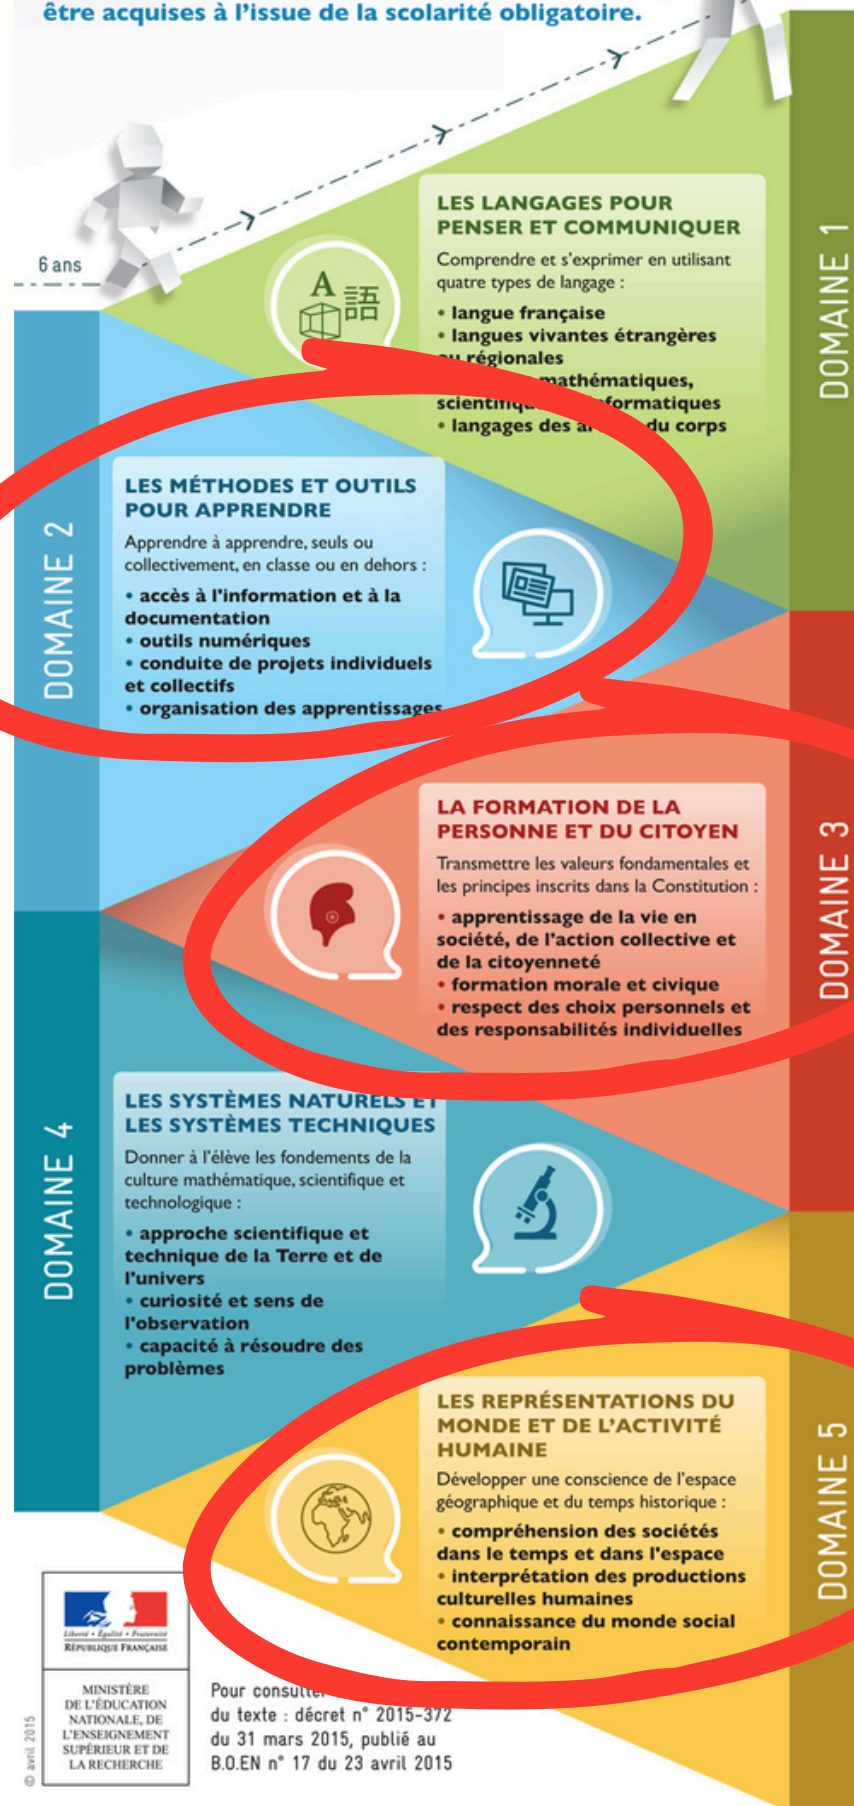 être acquises à l'issue de la scolarité obligatoire.
6 ans
A 語
LES LANGAGES POUR
PENSER ET COMMUNIQUER
Comprendre et s'exprimer en utilisant
quatre types de langage :
• langue française
• langues vivantes étrangères
régionales
mathématiques,
• langages des du corps
DOMAINE 1
LES MÉTHODES ET OUTILS
POUR APPRENDRE
Apprendre à apprendre, seuls ou
collectivement, en classe ou en dehors :
• accès à l'information et à la
documentation
• outils numériques
• conduite de projets individuels
et collectifs
• organisation des apprentissages
DOMAINE 2
LA FORMATION DE LA
PERSONNE ET DU CITOYEN
Transmettre les valeurs fondamentales et
les principes inscrits dans la Constitution :
• apprentissage de la vie en
société, de l'action collective et
de la citoyenneté
• formation morale et civique
• respect des choix personnels et
des responsabilités individuelles
DOMAINE 3
LES SYSTÈMES NATURELS ET
LES SYSTÈMES TECHNIQUES
Donner à l'élève les fondements de la
culture mathématique, scientifique et
technologique :
• approche scientifique et
technique de la Terre et de
l'univers
• curiosité et sens de
l'observation
• capacité à résoudre des
problèmes
DOMAINE 4
LES REPRÉSENTATIONS DU
MONDE ET DE L'ACTIVITÉ
HUMAINE
Développer une conscience de l'espace
géographique et du temps historique :
• compréhension des sociétés
dans le temps et dans l'espace
• interprétation des productions
culturelles humaines
• connaissance du monde social
contemporain
DOMAINE 5
Liberté • Égalité • Fraternité
RÉPUBLIQUE FRANÇAISE
MINISTÈRE
DE L'ÉDUCATION
NATIONALE, DE
L'ENSEIGNEMENT
SUPÉRIEUR ET DE
LA RECHERCHE
© avril 2015
Pour consulter
du texte : décret n° 2015-372
du 31 mars 2015, publié au
B.O.EN n° 17 du 23 avril 2015